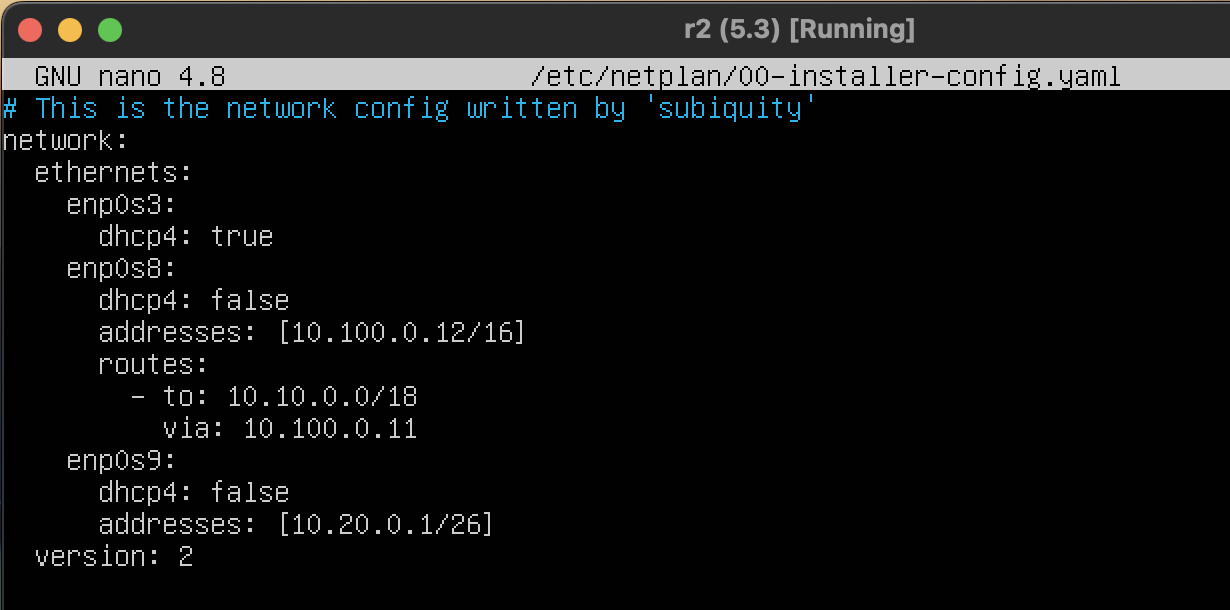 r2 (5.3) [Running]
GNU nano 4.8 /etc/netplan/00-installer-config.yaml
# This is the network config written by 'subiquity'
network:
  ethernets:
    enp0s3:
      dhcp4: true
    enp0s8:
      dhcp4: false
      addresses: [10.100.0.12/16]
      routes:
        - to: 10.10.0.0/18
          via: 10.100.0.11
    enp0s9:
      dhcp4: false
      addresses: [10.20.0.1/26]
  version: 2